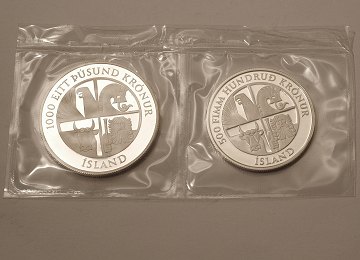 1000 EITT ÞÚSUND KRÓNUR
ÍSLAND
500 FIMM HUNDRUÐ KRÓNUR
ÍSLAND